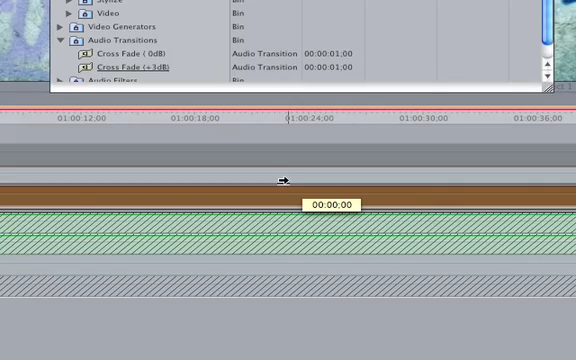 Stylize Bin
Video Bin
Video Generators Bin
Audio Transitions Bin
Cross Fade ( 0dB) Audio Transition 00:00:01;00
Cross Fade (+3dB) Audio Transition 00:00:01;00
Audio Filters Bin
01:00:12;00 01:00:18;00 01:00:24;00 01:00:30;00 01:00:36;00
00:00;00